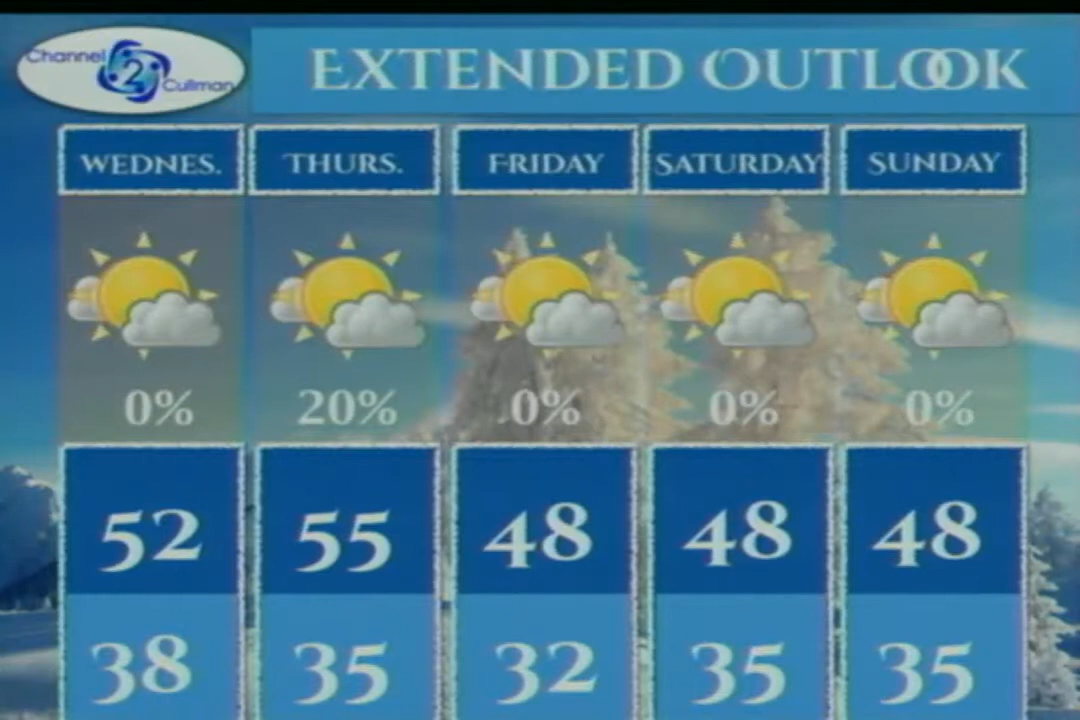 Channel 2 Cullman
EXTENDED OUTLOOK
WEDNES. THURS. FRIDAY SATURDAY SUNDAY
0% 20% 0% 0% 0%
52 55 48 48 48
38 35 32 35 35